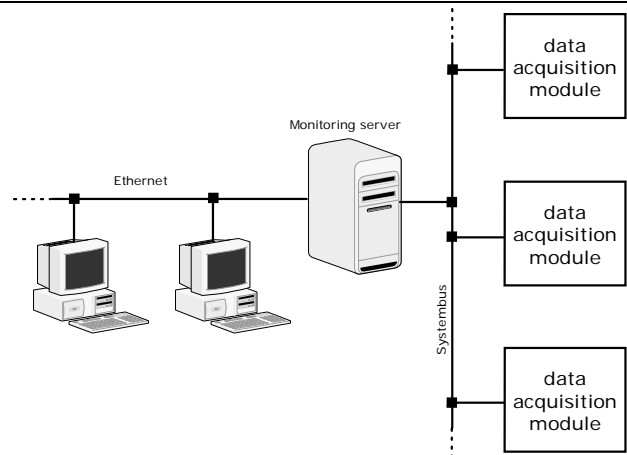 data
acquisition
module
Monitoring server
Ethernet
data
acquisition
module
Systembus
data
acquisition
module